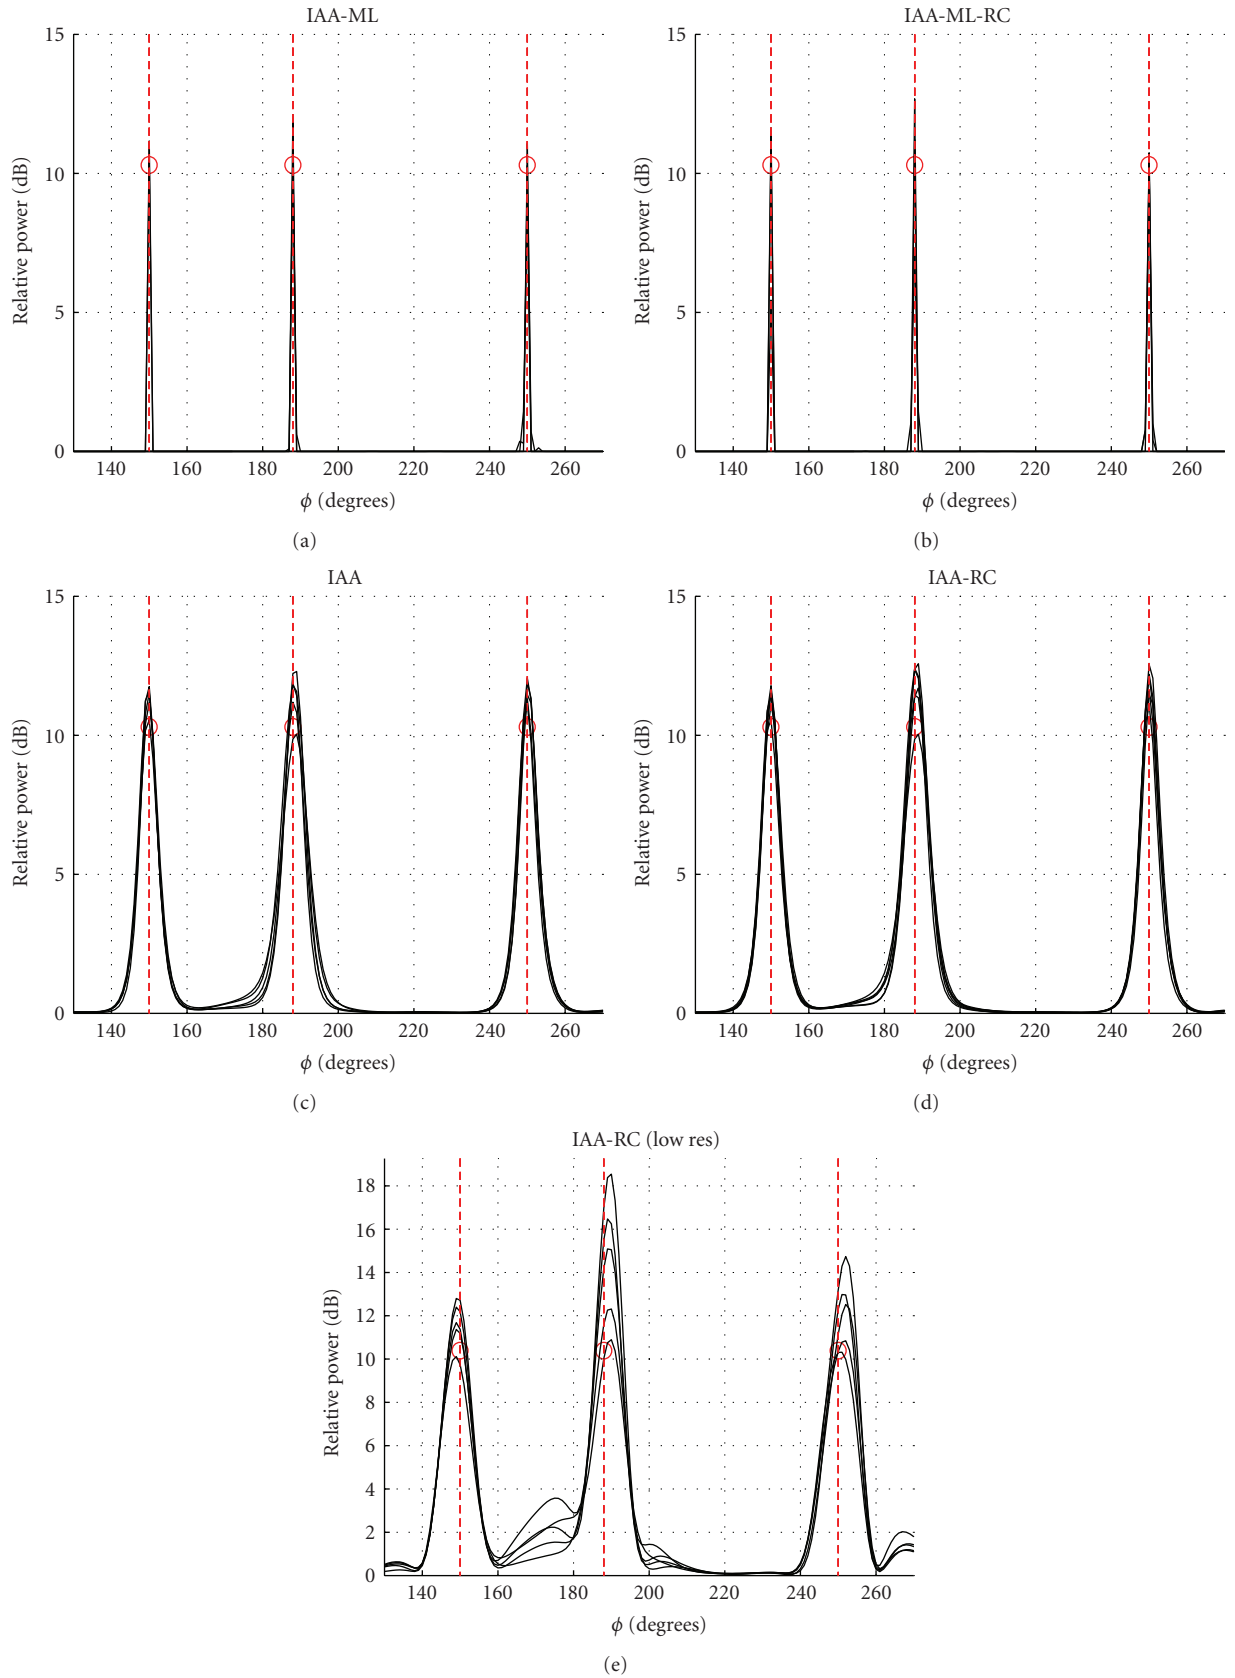 IAA-ML
15
10
5
0
Relative power (dB)
140 160 180 200 220 240 260
ϕ (degrees)
(a)
IAA-ML-RC
15
10
5
0
Relative power (dB)
140 160 180 200 220 240 260
ϕ (degrees)
(b)
IAA
15
10
5
0
Relative power (dB)
140 160 180 200 220 240 260
ϕ (degrees)
(c)
IAA-RC
15
10
5
0
Relative power (dB)
140 160 180 200 220 240 260
ϕ (degrees)
(d)
IAA-RC (low res)
18
16
14
12
10
8
6
4
2
0
Relative power (dB)
140 160 180 200 220 240 260
ϕ (degrees)
(e)